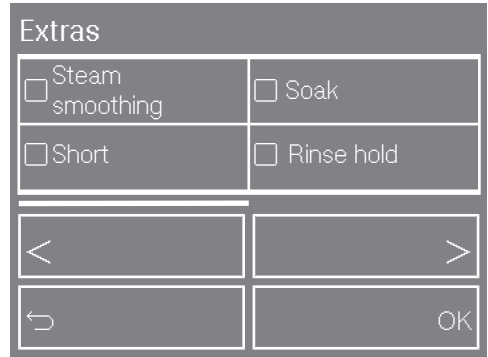 Extras
Steam
smoothing
Soak
Short
Rinse hold
< >
OK